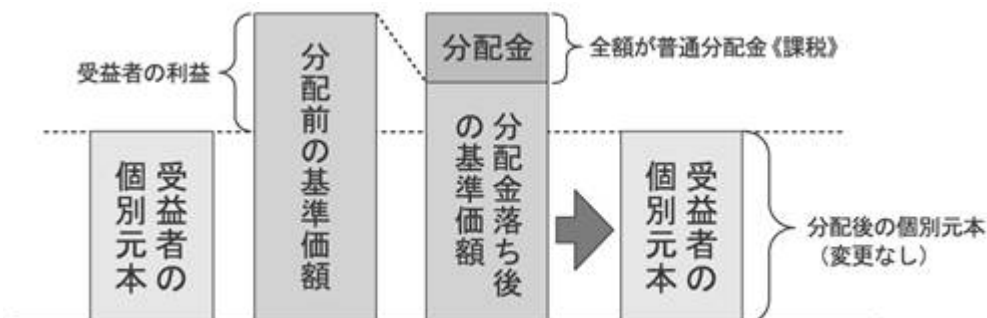 受益者の利益
受益者の
個別元本
分配前の基準価額
分配金
分配金落ち後
の基準価額
全額が普通分配金《課税》
受益者の
個別元本
分配後の個別元本
（変更なし）